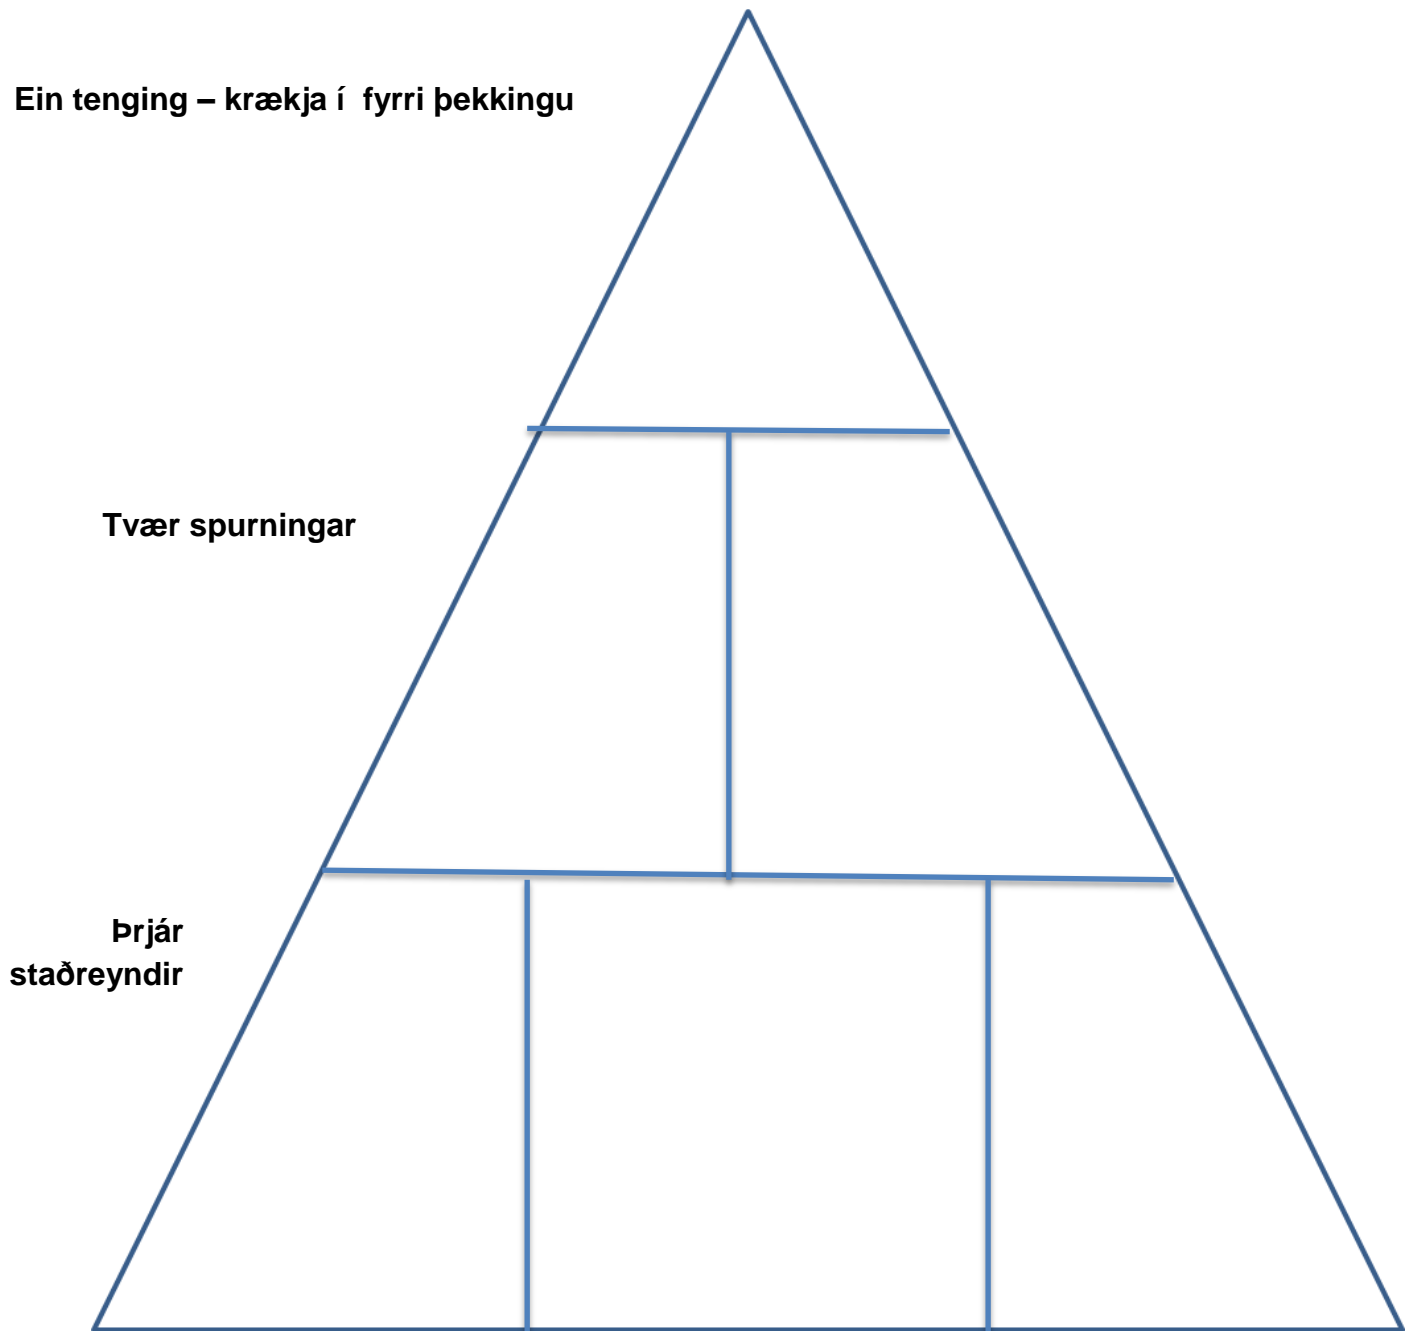 Ein tenging – krækja í  fyrri þekkingu
Tvær spurningar
Þrjár
staðreyndir